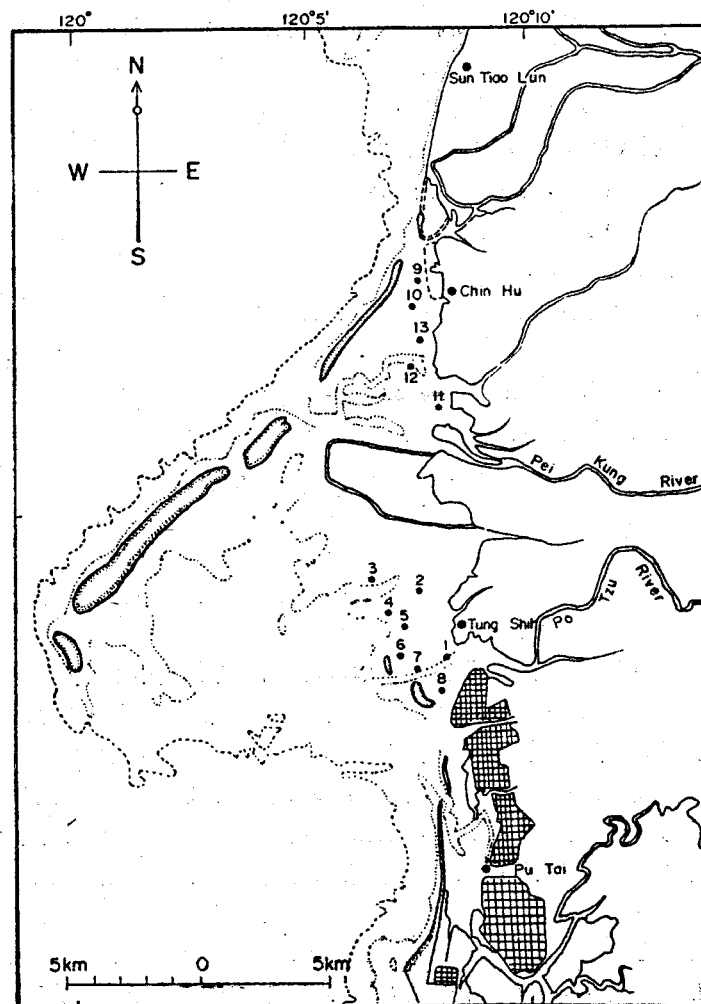 120° 120°5' 120°10'
N
W E
S
Sun Tiao Lun
9
Chin Hu
10
13
12
11
Pei Kung River
3
2
4
5
Tung Shih
Po Tzu River
6
7
1
8
Pu Tai
5km 0 5km